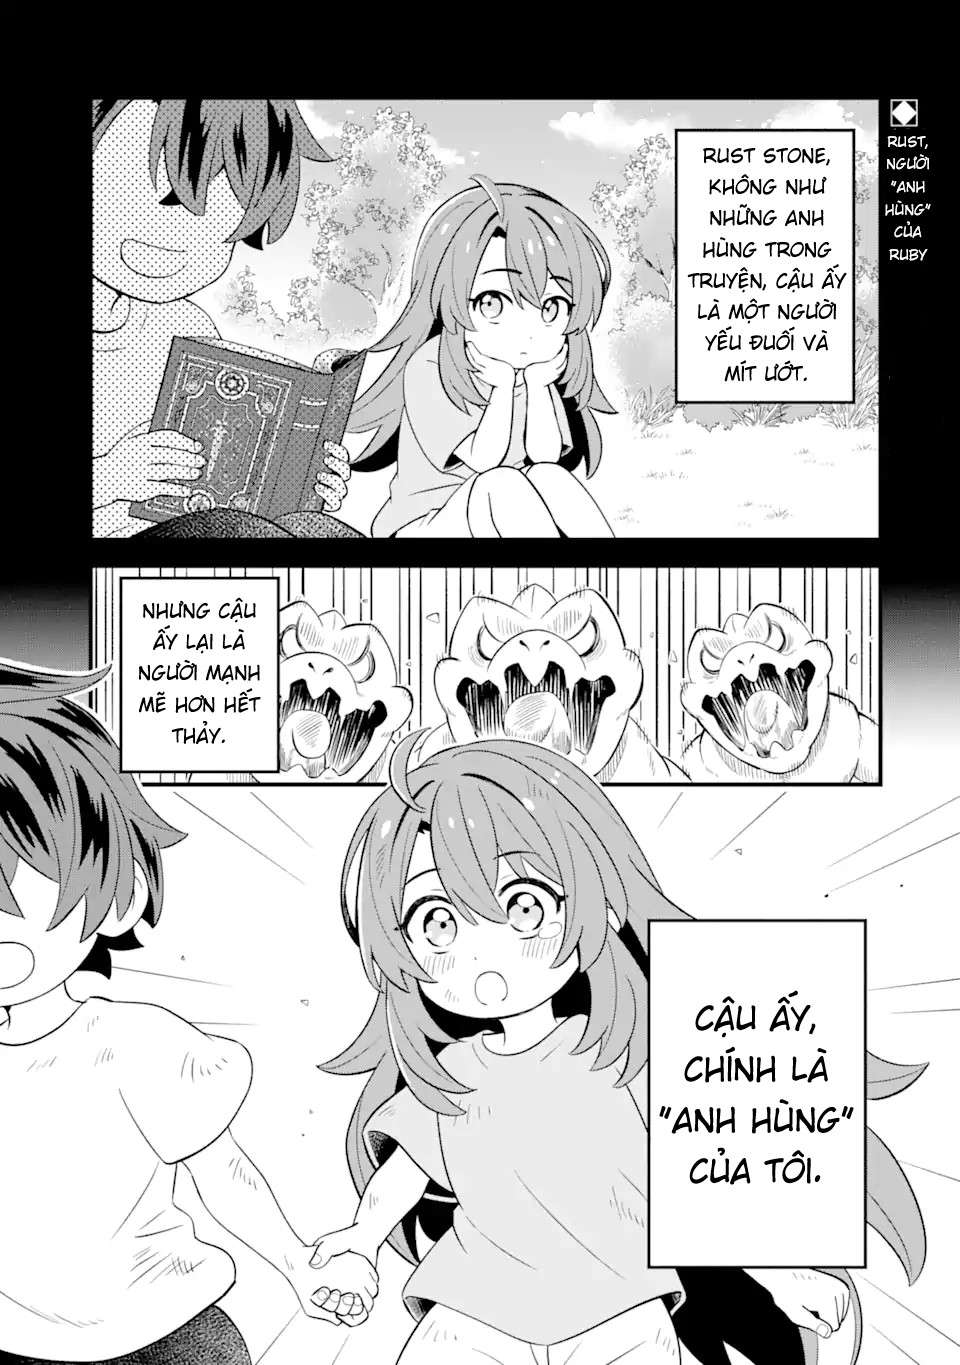 RUST,
NGƯỜI
"ANH
HÙNG"
CỦA
RUBY
RUST STONE,
KHÔNG NHƯ
NHỮNG ANH
HÙNG TRONG
TRUYỆN, CẬU ẤY
LÀ MỘT NGƯỜI
YẾU ĐUỐI VÀ
MÍT ƯỚT.
NHƯNG CẬU
ẤY LẠI LÀ
NGƯỜI MẠNH
MẼ HƠN HẾT
THẢY.
CẬU ẤY,
CHÍNH LÀ
"ANH HÙNG"
CỦA TÔI.